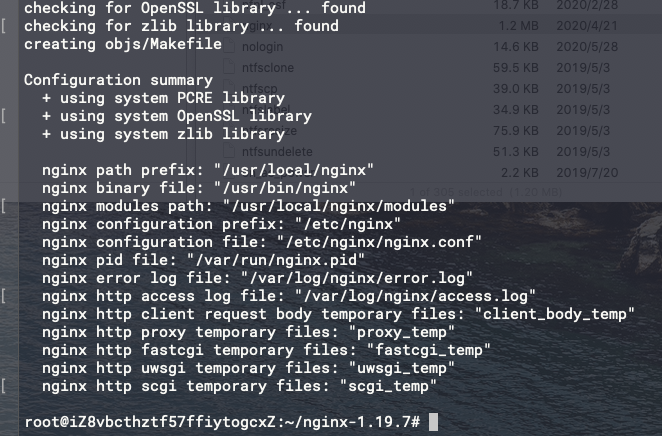 checking for OpenSSL library ... found
checking for zlib library ... found
creating objs/Makefile
Configuration summary
+ using system PCRE library
+ using system OpenSSL library
+ using system zlib library
nginx path prefix: "/usr/local/nginx"
nginx binary file: "/usr/bin/nginx"
nginx modules path: "/usr/local/nginx/modules"
nginx configuration prefix: "/etc/nginx"
nginx configuration file: "/etc/nginx/nginx.conf"
nginx pid file: "/var/run/nginx.pid"
nginx error log file: "/var/log/nginx/error.log"
nginx http access log file: "/var/log/nginx/access.log"
nginx http client request body temporary files: "client_body_temp"
nginx http proxy temporary files: "proxy_temp"
nginx http fastcgi temporary files: "fastcgi_temp"
nginx http uwsgi temporary files: "uwsgi_temp"
nginx http scgi temporary files: "scgi_temp"
root@iZ8vbcthztf57ffiytogcxZ:~/nginx-1.19.7#
18.7 KB 2020/2/28
nginx 1.2 MB 2020/4/21
nologin 14.6 KB 2020/5/28
ntfsclone 59.5 KB 2019/5/3
ntfscp 39.0 KB 2019/5/3
34.9 KB 2019/5/3
75.9 KB 2019/5/3
ntfsundelete 51.3 KB 2019/5/3
2.2 KB 2019/7/20
1 of 305 selected (1.20 MB)